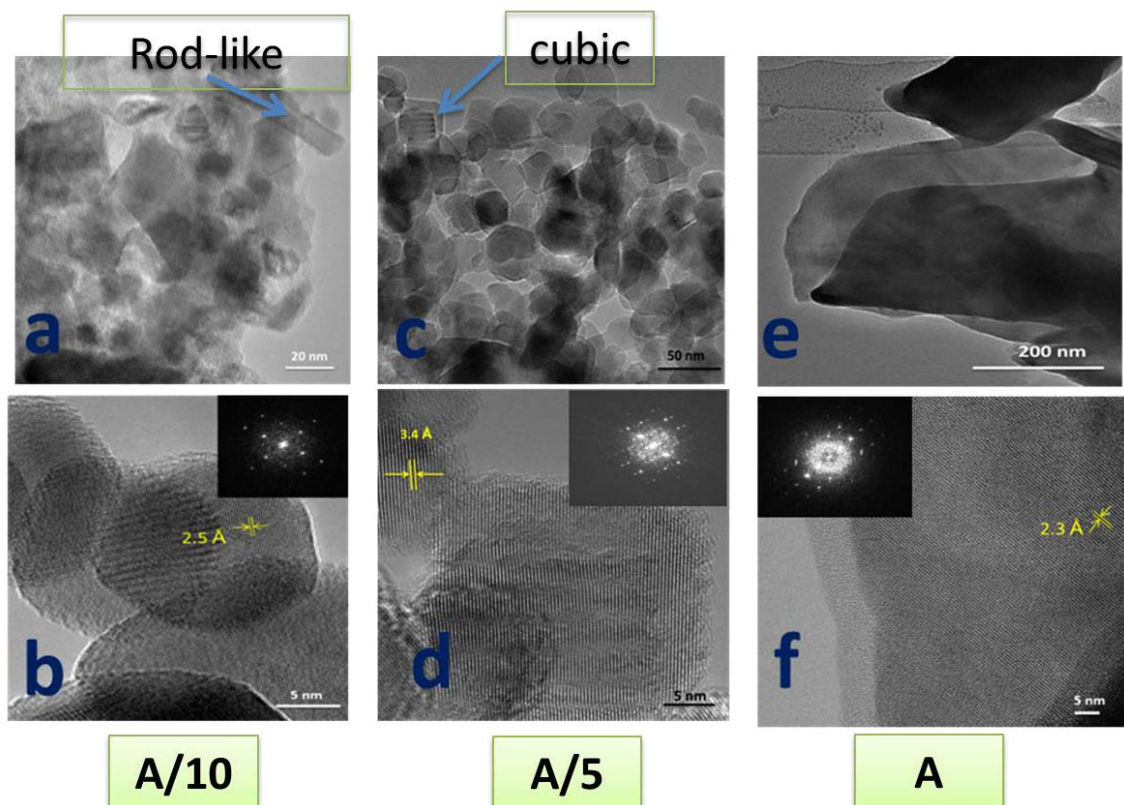 Rod-like
cubic
a
20 nm
c
50 nm
e
200 nm
b
2.5 Å
5 nm
3.4 Å
d
5 nm
2.3 Å
f
5 nm
A/10
A/5
A